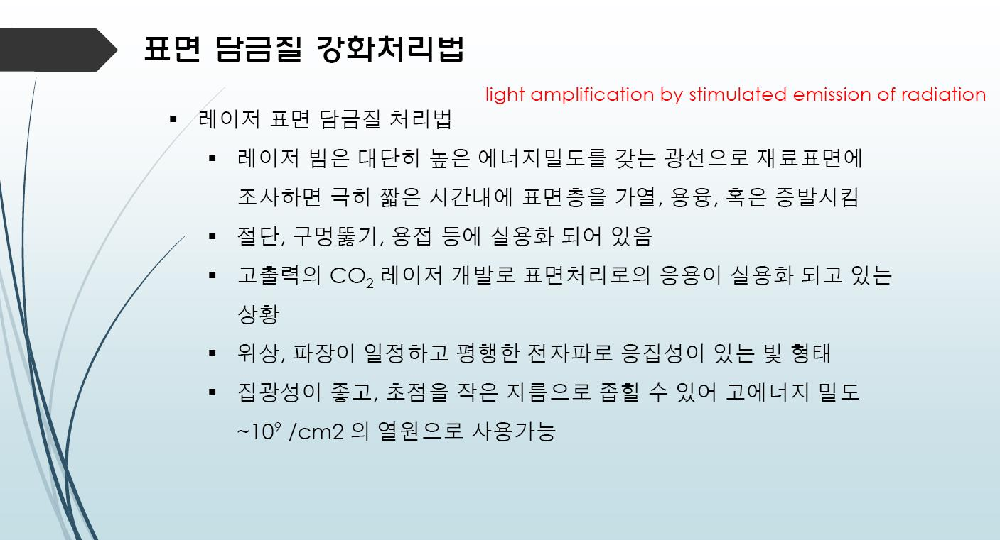 표면 담금질 강화처리법
light amplification by stimulated emission of radiation
▪ 레이저 표면 담금질 처리법
▪ 레이저 빔은 대단히 높은 에너지밀도를 갖는 광선으로 재료표면에
조사하면 극히 짧은 시간내에 표면층을 가열, 용융, 혹은 증발시킴
▪ 절단, 구멍뚫기, 용접 등에 실용화 되어 있음
▪ 고출력의 CO₂ 레이저 개발로 표면처리로의 응용이 실용화 되고 있는
상황
▪ 위상, 파장이 일정하고 평행한 전자파로 응집성이 있는 빛 형태
▪ 집광성이 좋고, 초점을 작은 지름으로 좁힐 수 있어 고에너지 밀도
~10⁹ /cm2 의 열원으로 사용가능